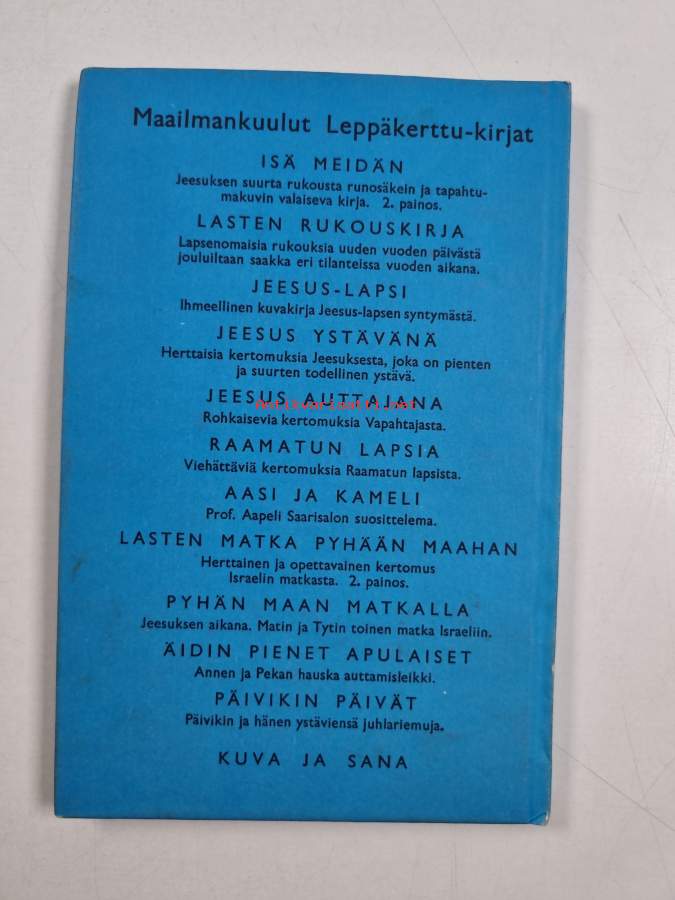 Maailmankuulut Leppäkerttu-kirjat
ISÄ MEIDÄN
Jeesuksen suurta rukousta runosäkein ja tapahtu-
makuvin valaiseva kirja. 2. painos.
LASTEN RUKOUSKIRJA
Lapsenomaisia rukouksia uuden vuoden päivästä
jouluiltaan saakka eri tilanteissa vuoden aikana.
JEESUS-LAPSI
Ihmeellinen kuvakirja Jeesus-lapsen syntymästä.
JEESUS YSTÄVÄNÄ
Herttaisia kertomuksia Jeesuksesta, joka on pienten
ja suurten todellinen ystävä.
JEESUS AUTTAJANA
Antikvariaatti.net
Rohkaisevia kertomuksia Vapahtajasta.
RAAMATUN LAPSIA
Viehättäviä kertomuksia Raamatun lapsista.
AASI JA KAMELI
Prof. Aapeli Saarisalon suosittelema.
LASTEN MATKA PYHÄÄN MAAHAN
Herttainen ja opettavainen kertomus
Israelin matkasta. 2. painos.
PYHÄN MAAN MATKALLA
Jeesuksen aikana. Matin ja Tytin toinen matka Israeliin.
ÄIDIN PIENET APULAISET
Annen ja Pekan hauska auttamisleikki.
PÄIVIKIN PÄIVÄT
Päivikin ja hänen ystäviensä juhlariemuja.
KUVA JA SANA